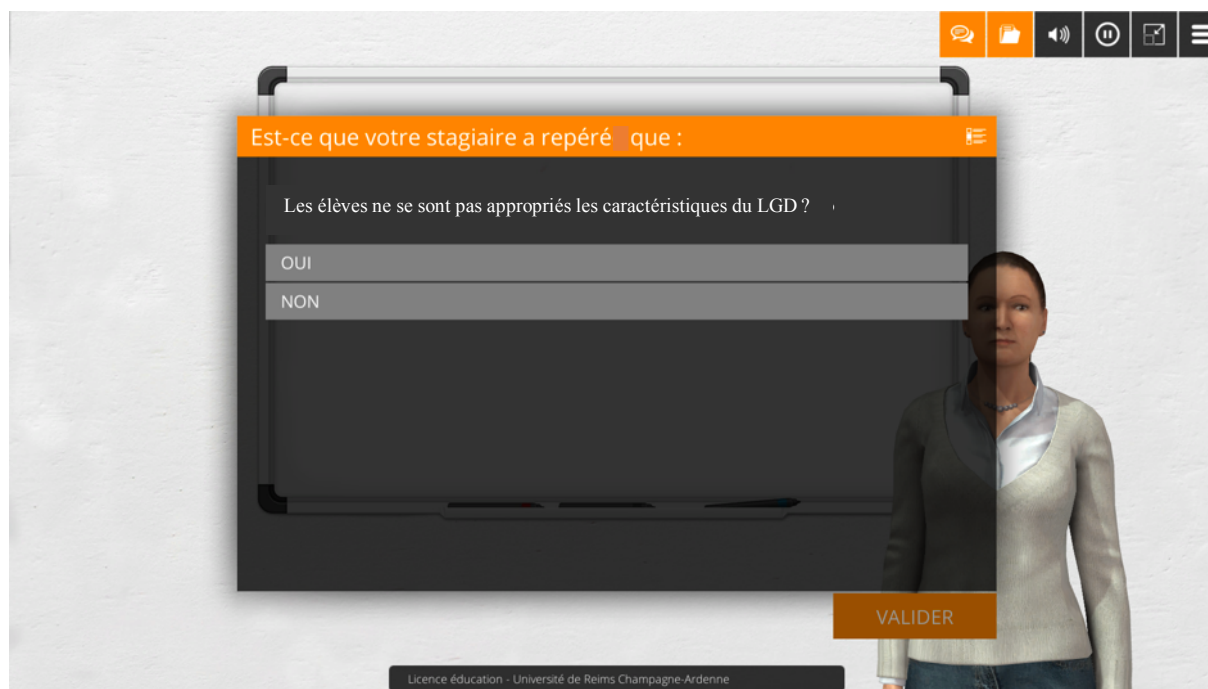 Est-ce que votre stagiaire a repéré que :
Les élèves ne se sont pas appropriés les caractéristiques du LGD ?
OUI
NON
VALIDER
Licence éducation - Université de Reims Champagne-Ardenne